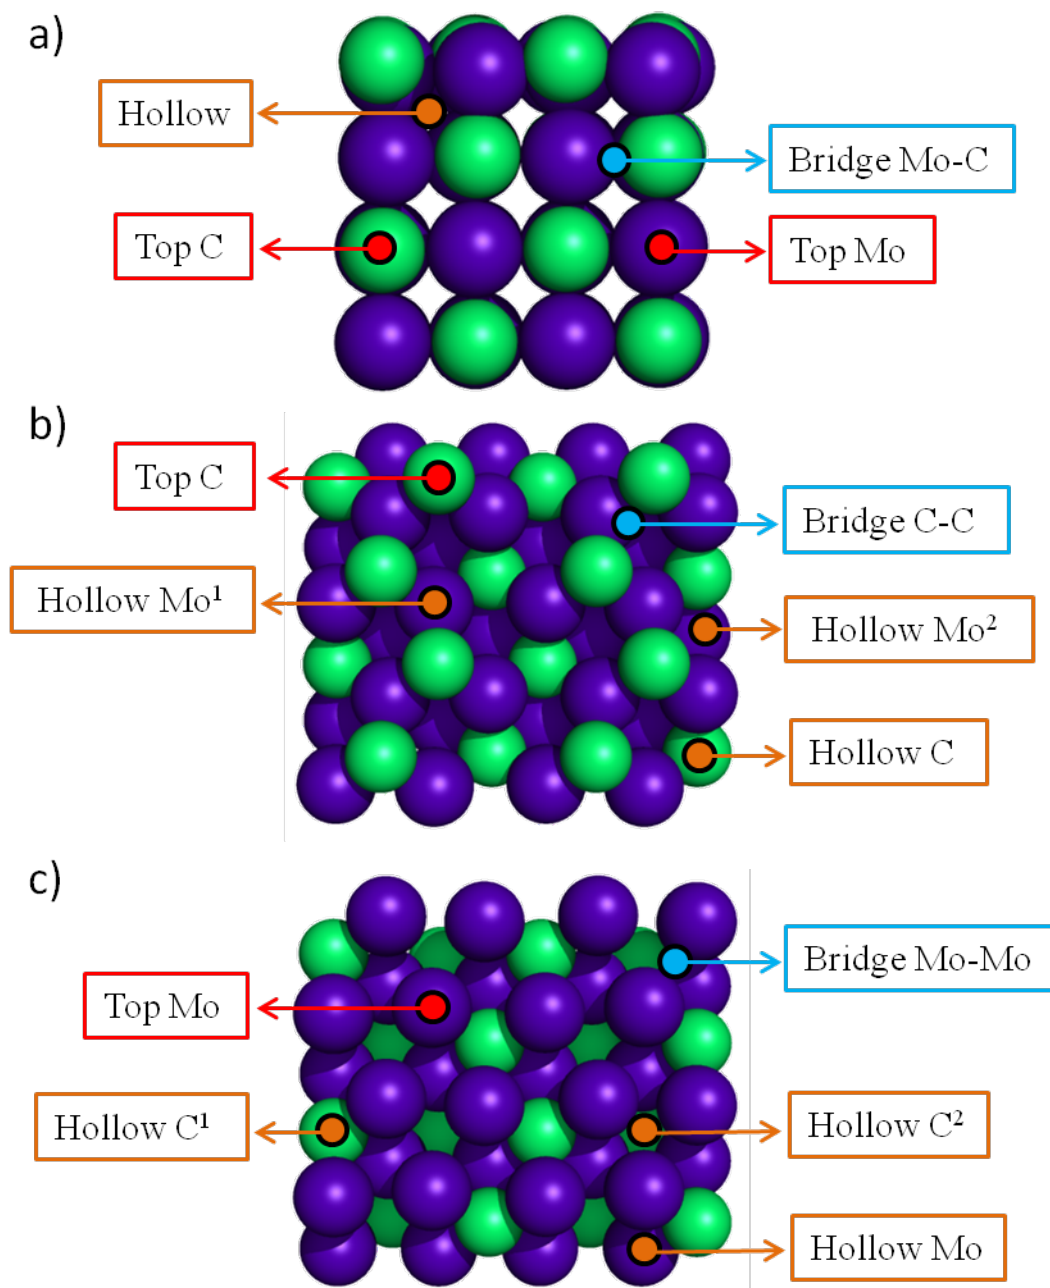 a)
Hollow
Bridge Mo-C
Top C
Top Mo
b)
Top C
Bridge C-C
Hollow Mo¹
Hollow Mo²
Hollow C
c)
Bridge Mo-Mo
Top Mo
Hollow C¹
Hollow C²
Hollow Mo